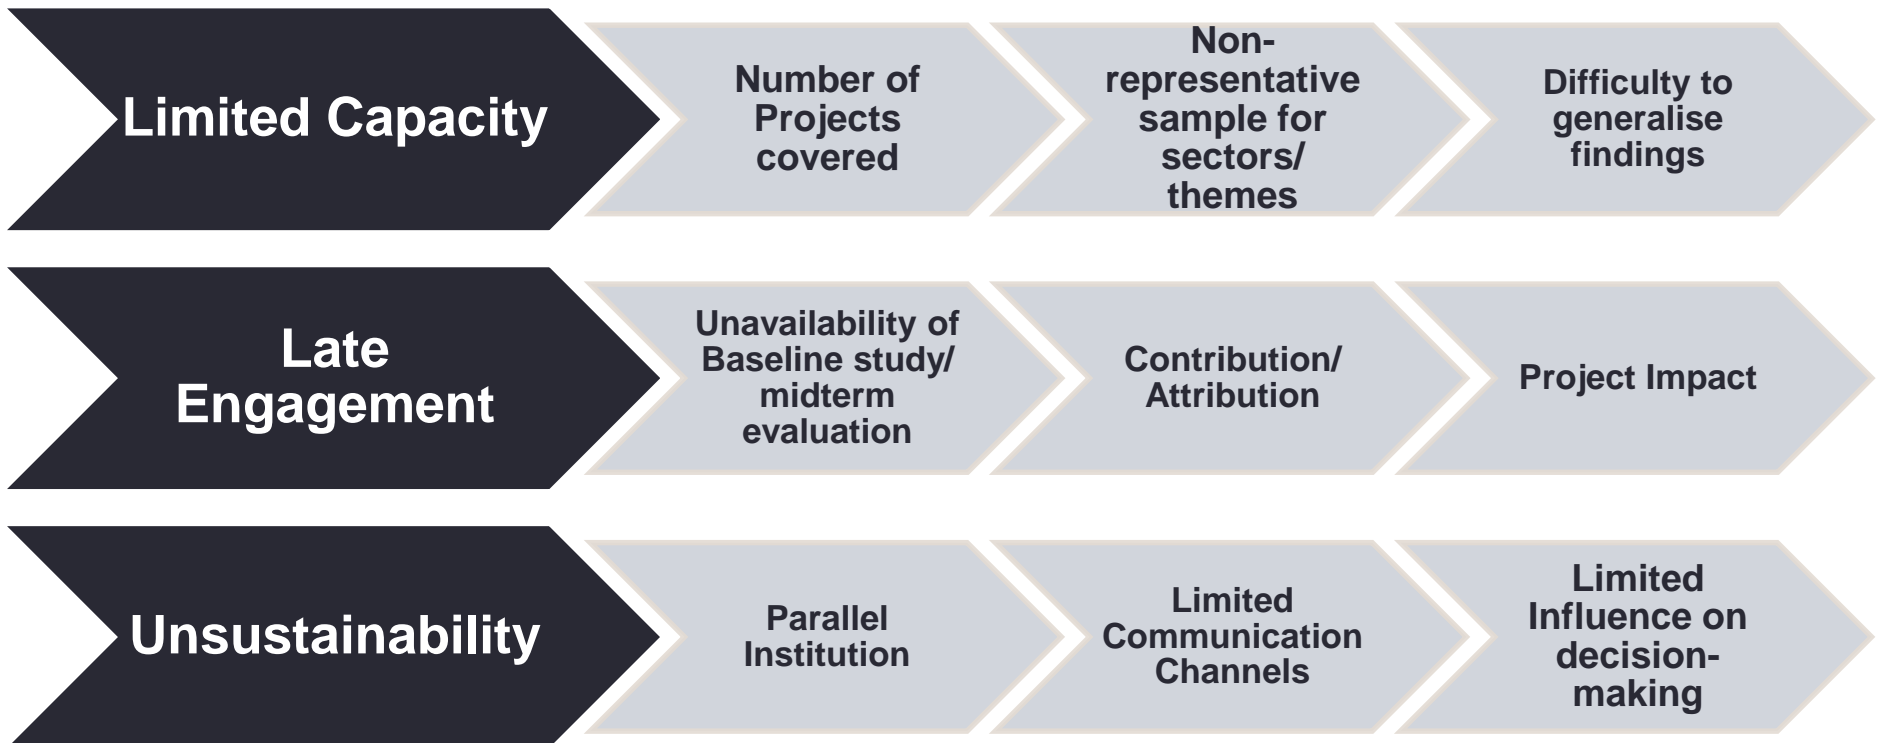 Limited Capacity
Number of
Projects
covered
Non-
representative
sample for
sectors/
themes
Difficulty to
generalise
findings
Late
Engagement
Unavailability of
Baseline study/
midterm
evaluation
Contribution/
Attribution
Project Impact
Unsustainability
Parallel
Institution
Limited
Communication
Channels
Limited
Influence on
decision-
making